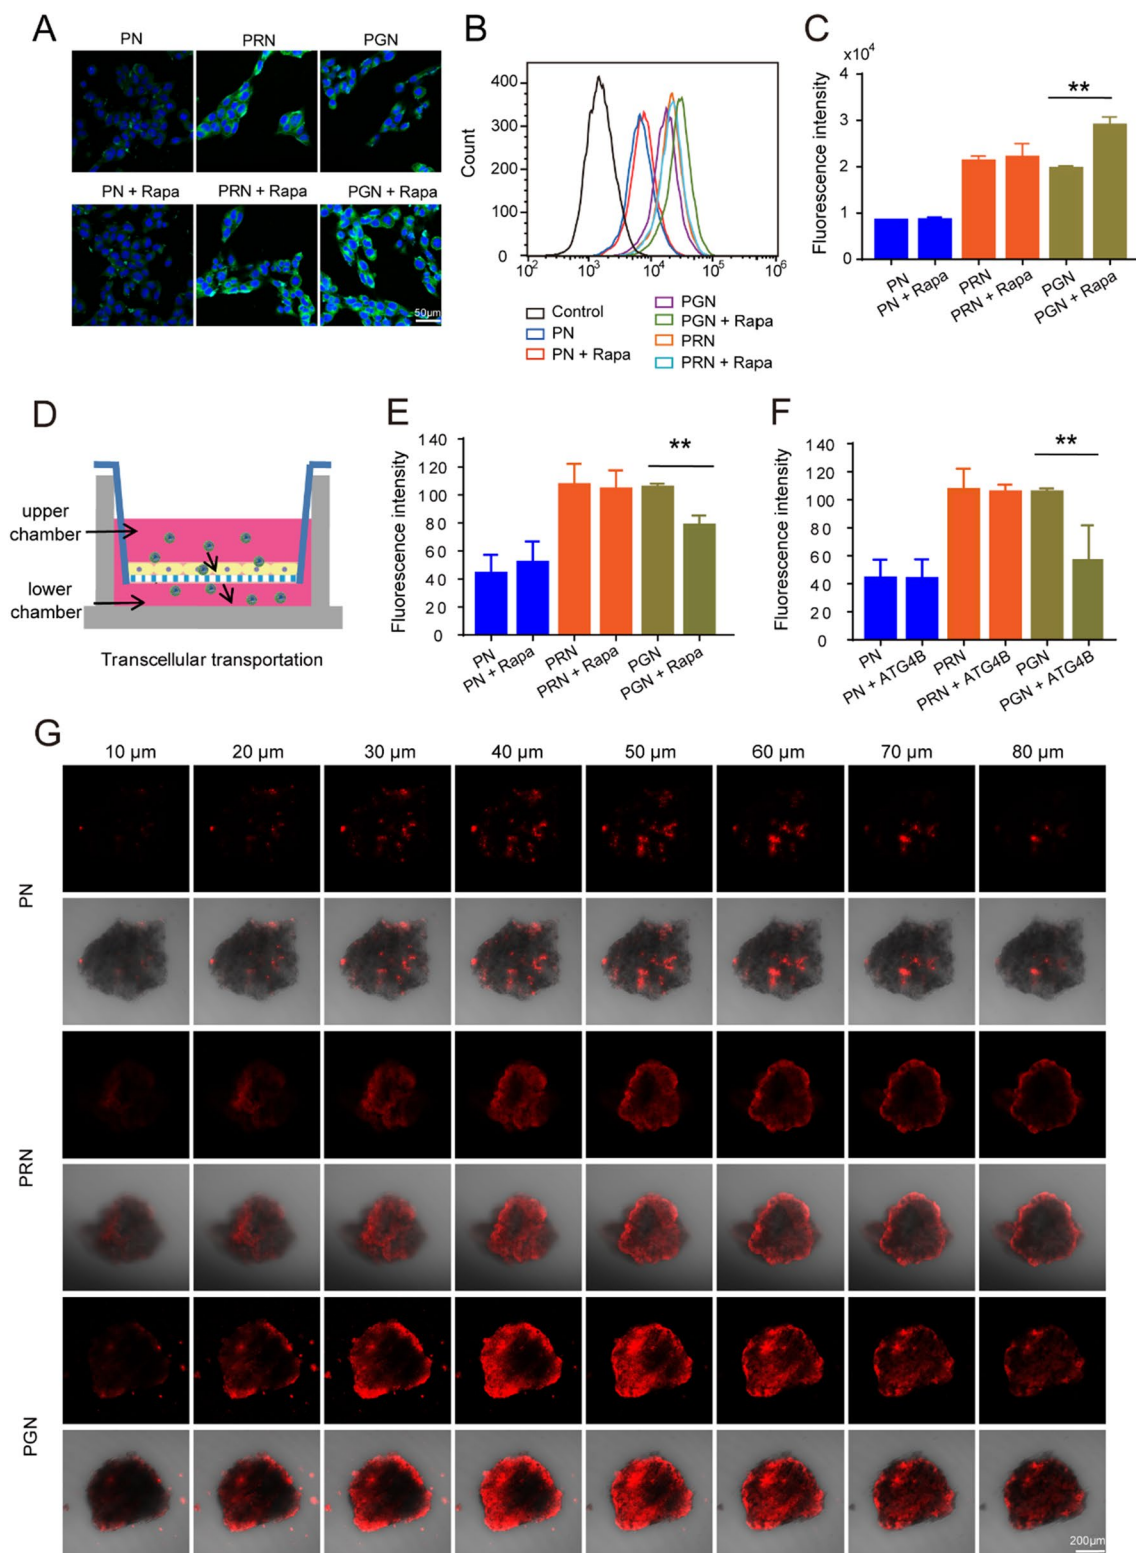 A
PN
PRN
PGN
PN + Rapa
PRN + Rapa
PGN + Rapa
50μm
B
Count
400
300
200
100
0
10²
10³
10⁴
10⁵
10⁶
Control
PN
PN + Rapa
PGN
PGN + Rapa
PRN
PRN + Rapa
C
x10⁴
Fluorescence intensity
4
3
2
1
0
PN
PN + Rapa
PRN
PRN + Rapa
PGN
PGN + Rapa
**
D
upper
chamber
lower
chamber
Transcellular transportation
E
Fluorescence intensity
140
120
100
80
60
40
20
0
PN
PN + Rapa
PRN
PRN + Rapa
PGN
PGN + Rapa
**
F
Fluorescence intensity
140
120
100
80
60
40
20
0
PN
PN + ATG4B
PRN
PRN + ATG4B
PGN
PGN + ATG4B
**
G
10 μm
20 μm
30 μm
40 μm
50 μm
60 μm
70 μm
80 μm
PN
PRN
PGN
200μm